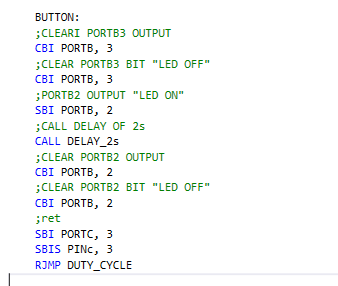 BUTTON:
;CLEARI PORTB3 OUTPUT
CBI PORTB, 3
;CLEAR PORTB3 BIT "LED OFF"
CBI PORTB, 3
;PORTB2 OUTPUT "LED ON"
SBI PORTB, 2
;CALL DELAY OF 2s
CALL DELAY_2s
;CLEAR PORTB2 OUTPUT
CBI PORTB, 2
;CLEAR PORTB2 BIT "LED OFF"
CBI PORTB, 2
;ret
SBI PORTC, 3
SBIS PINc, 3
RJMP DUTY_CYCLE